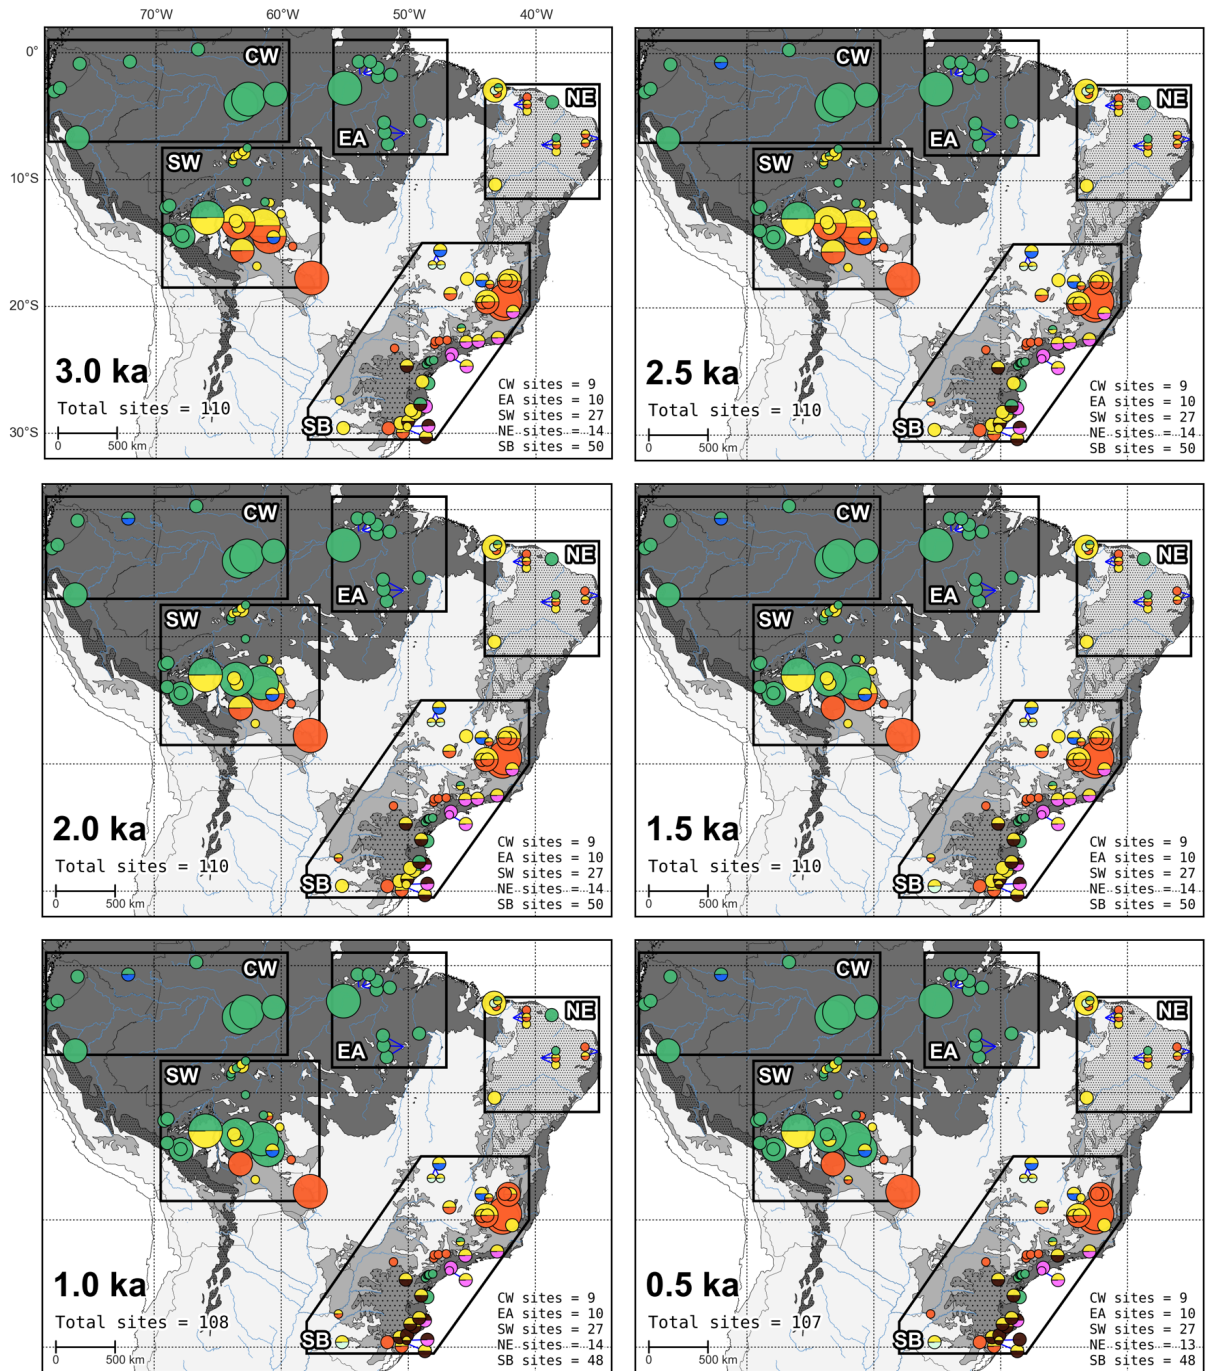 70°W 60°W 50°W 40°W
0°
10°S
20°S
30°S
CW
EA
NE
SW
SB
3.0 ka
Total sites = 110
0 500 km
CW sites = 9
EA sites = 10
SW sites = 27
NE sites = 14
SB sites = 50
CW
EA
NE
SW
SB
2.5 ka
Total sites = 110
0 500 km
CW sites = 9
EA sites = 10
SW sites = 27
NE sites = 14
SB sites = 50
CW
EA
NE
SW
SB
2.0 ka
Total sites = 110
0 500 km
CW sites = 9
EA sites = 10
SW sites = 27
NE sites = 14
SB sites = 50
CW
EA
NE
SW
SB
1.5 ka
Total sites = 110
0 500 km
CW sites = 9
EA sites = 10
SW sites = 27
NE sites = 14
SB sites = 50
CW
EA
NE
SW
SB
1.0 ka
Total sites = 108
0 500 km
CW sites = 9
EA sites = 10
SW sites = 27
NE sites = 14
SB sites = 48
CW
EA
NE
SW
SB
0.5 ka
Total sites = 107
0 500 km
CW sites = 9
EA sites = 10
SW sites = 27
NE sites = 13
SB sites = 48